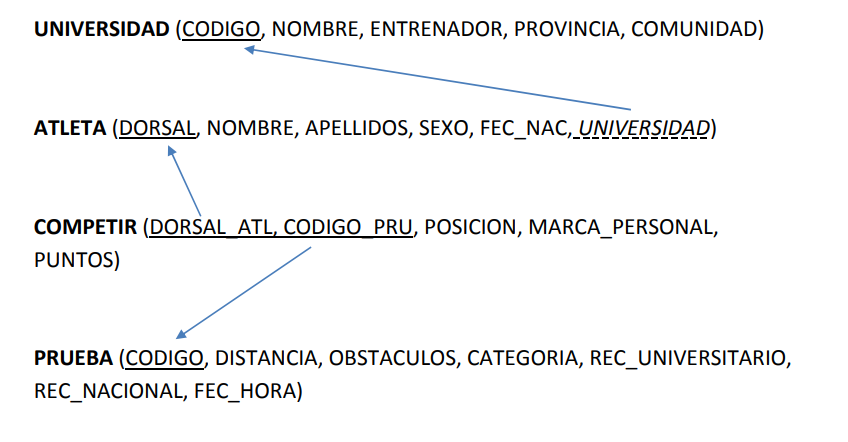 UNIVERSIDAD (CODIGO, NOMBRE, ENTRENADOR, PROVINCIA, COMUNIDAD)
ATLETA (DORSAL, NOMBRE, APELLIDOS, SEXO, FEC_NAC, UNIVERSIDAD)
COMPETIR (DORSAL_ATL, CODIGO_PRU, POSICION, MARCA_PERSONAL,
PUNTOS)
PRUEBA (CODIGO, DISTANCIA, OBSTACULOS, CATEGORIA, REC_UNIVERSITARIO,
REC_NACIONAL, FEC_HORA)